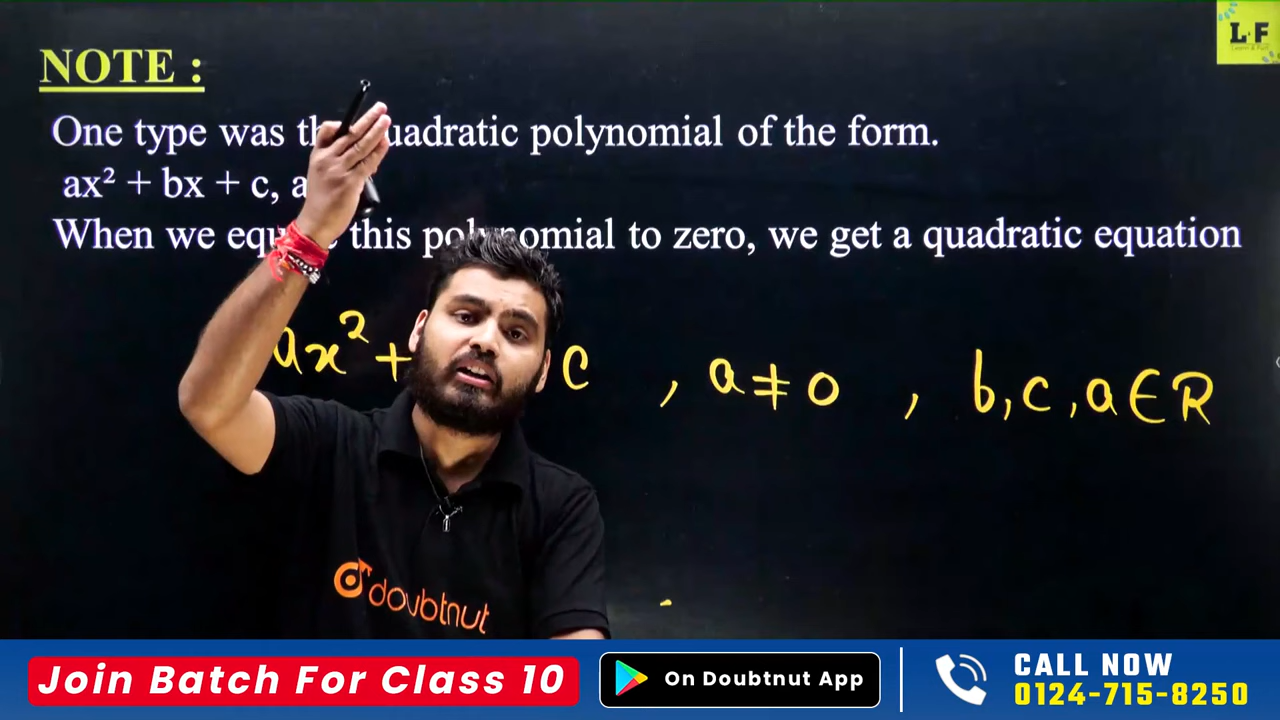 L·F
NOTE :
One type was th uadratic polynomial of the form.
ax² + bx + c, a
When we equ this polynomial to zero, we get a quadratic equation
ax² + c , a ≠ 0 , b, c, a ∈ R
doubtnut
Join Batch For Class 10
On Doubtnut App
CALL NOW
0124-715-8250